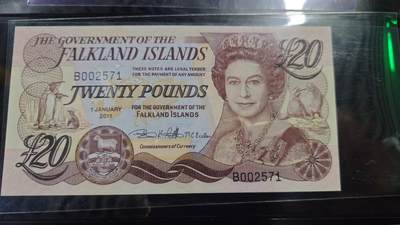 THE GOVERNMENT OF THE
FALKLAND ISLANDS
£20
B002571
THESE NOTES ARE LEGAL TENDER
FOR THE PAYMENT OF ANY AMOUNT
TWENTY POUNDS
1 JANUARY
2011
FOR THE GOVERNMENT OF THE
FALKLAND ISLANDS
£20
Commissioners of Currency
B002571